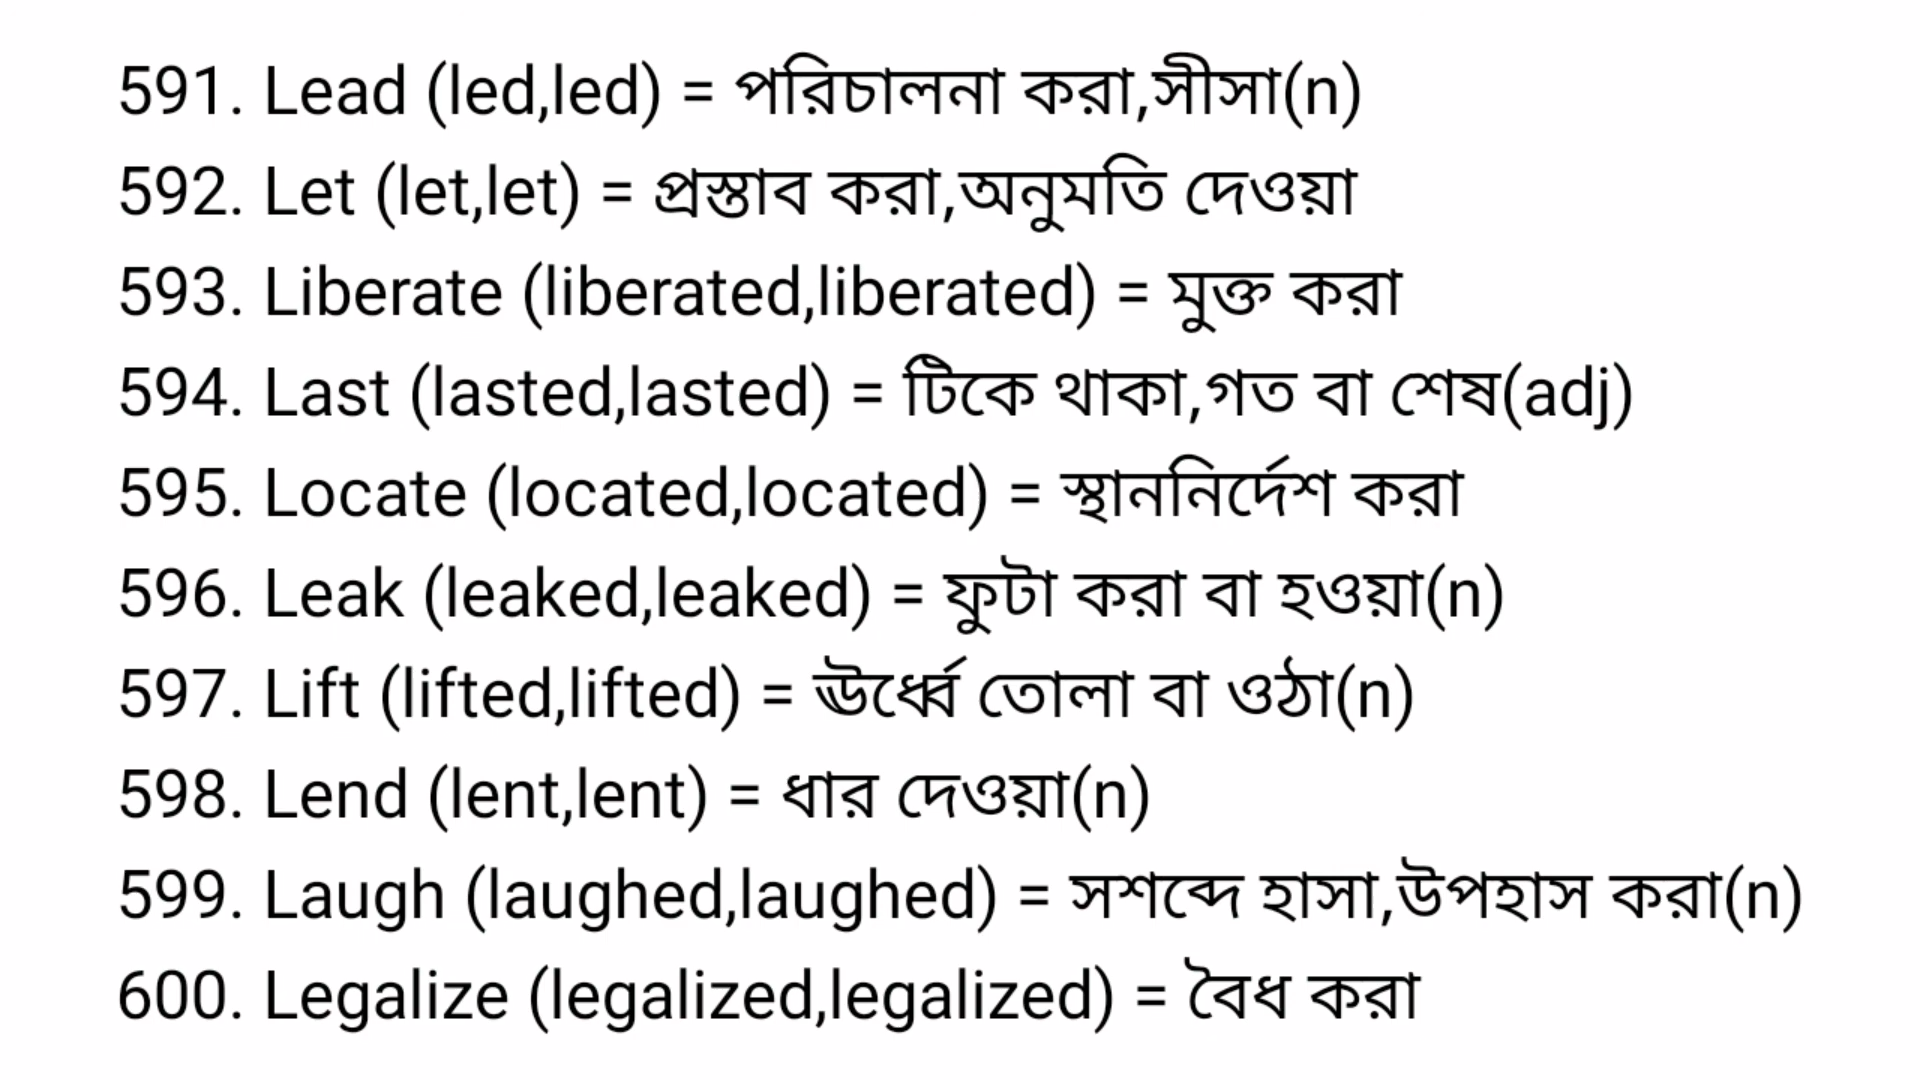 591. Lead (led,led) = পরিচালনা করা,সীসা(n)
592. Let (let,let) = প্রস্তাব করা,অনুমতি দেওয়া
593. Liberate (liberated,liberated) = মুক্ত করা
594. Last (lasted,lasted) = টিকে থাকা,গত বা শেষ(adj)
595. Locate (located,located) = স্থাননির্দেশ করা
596. Leak (leaked,leaked) = ফুটা করা বা হওয়া(n)
597. Lift (lifted,lifted) = ঊর্ধ্বে তোলা বা ওঠা(n)
598. Lend (lent,lent) = ধার দেওয়া(n)
599. Laugh (laughed,laughed) = সশব্দে হাসা,উপহাস করা(n)
600. Legalize (legalized,legalized) = বৈধ করা